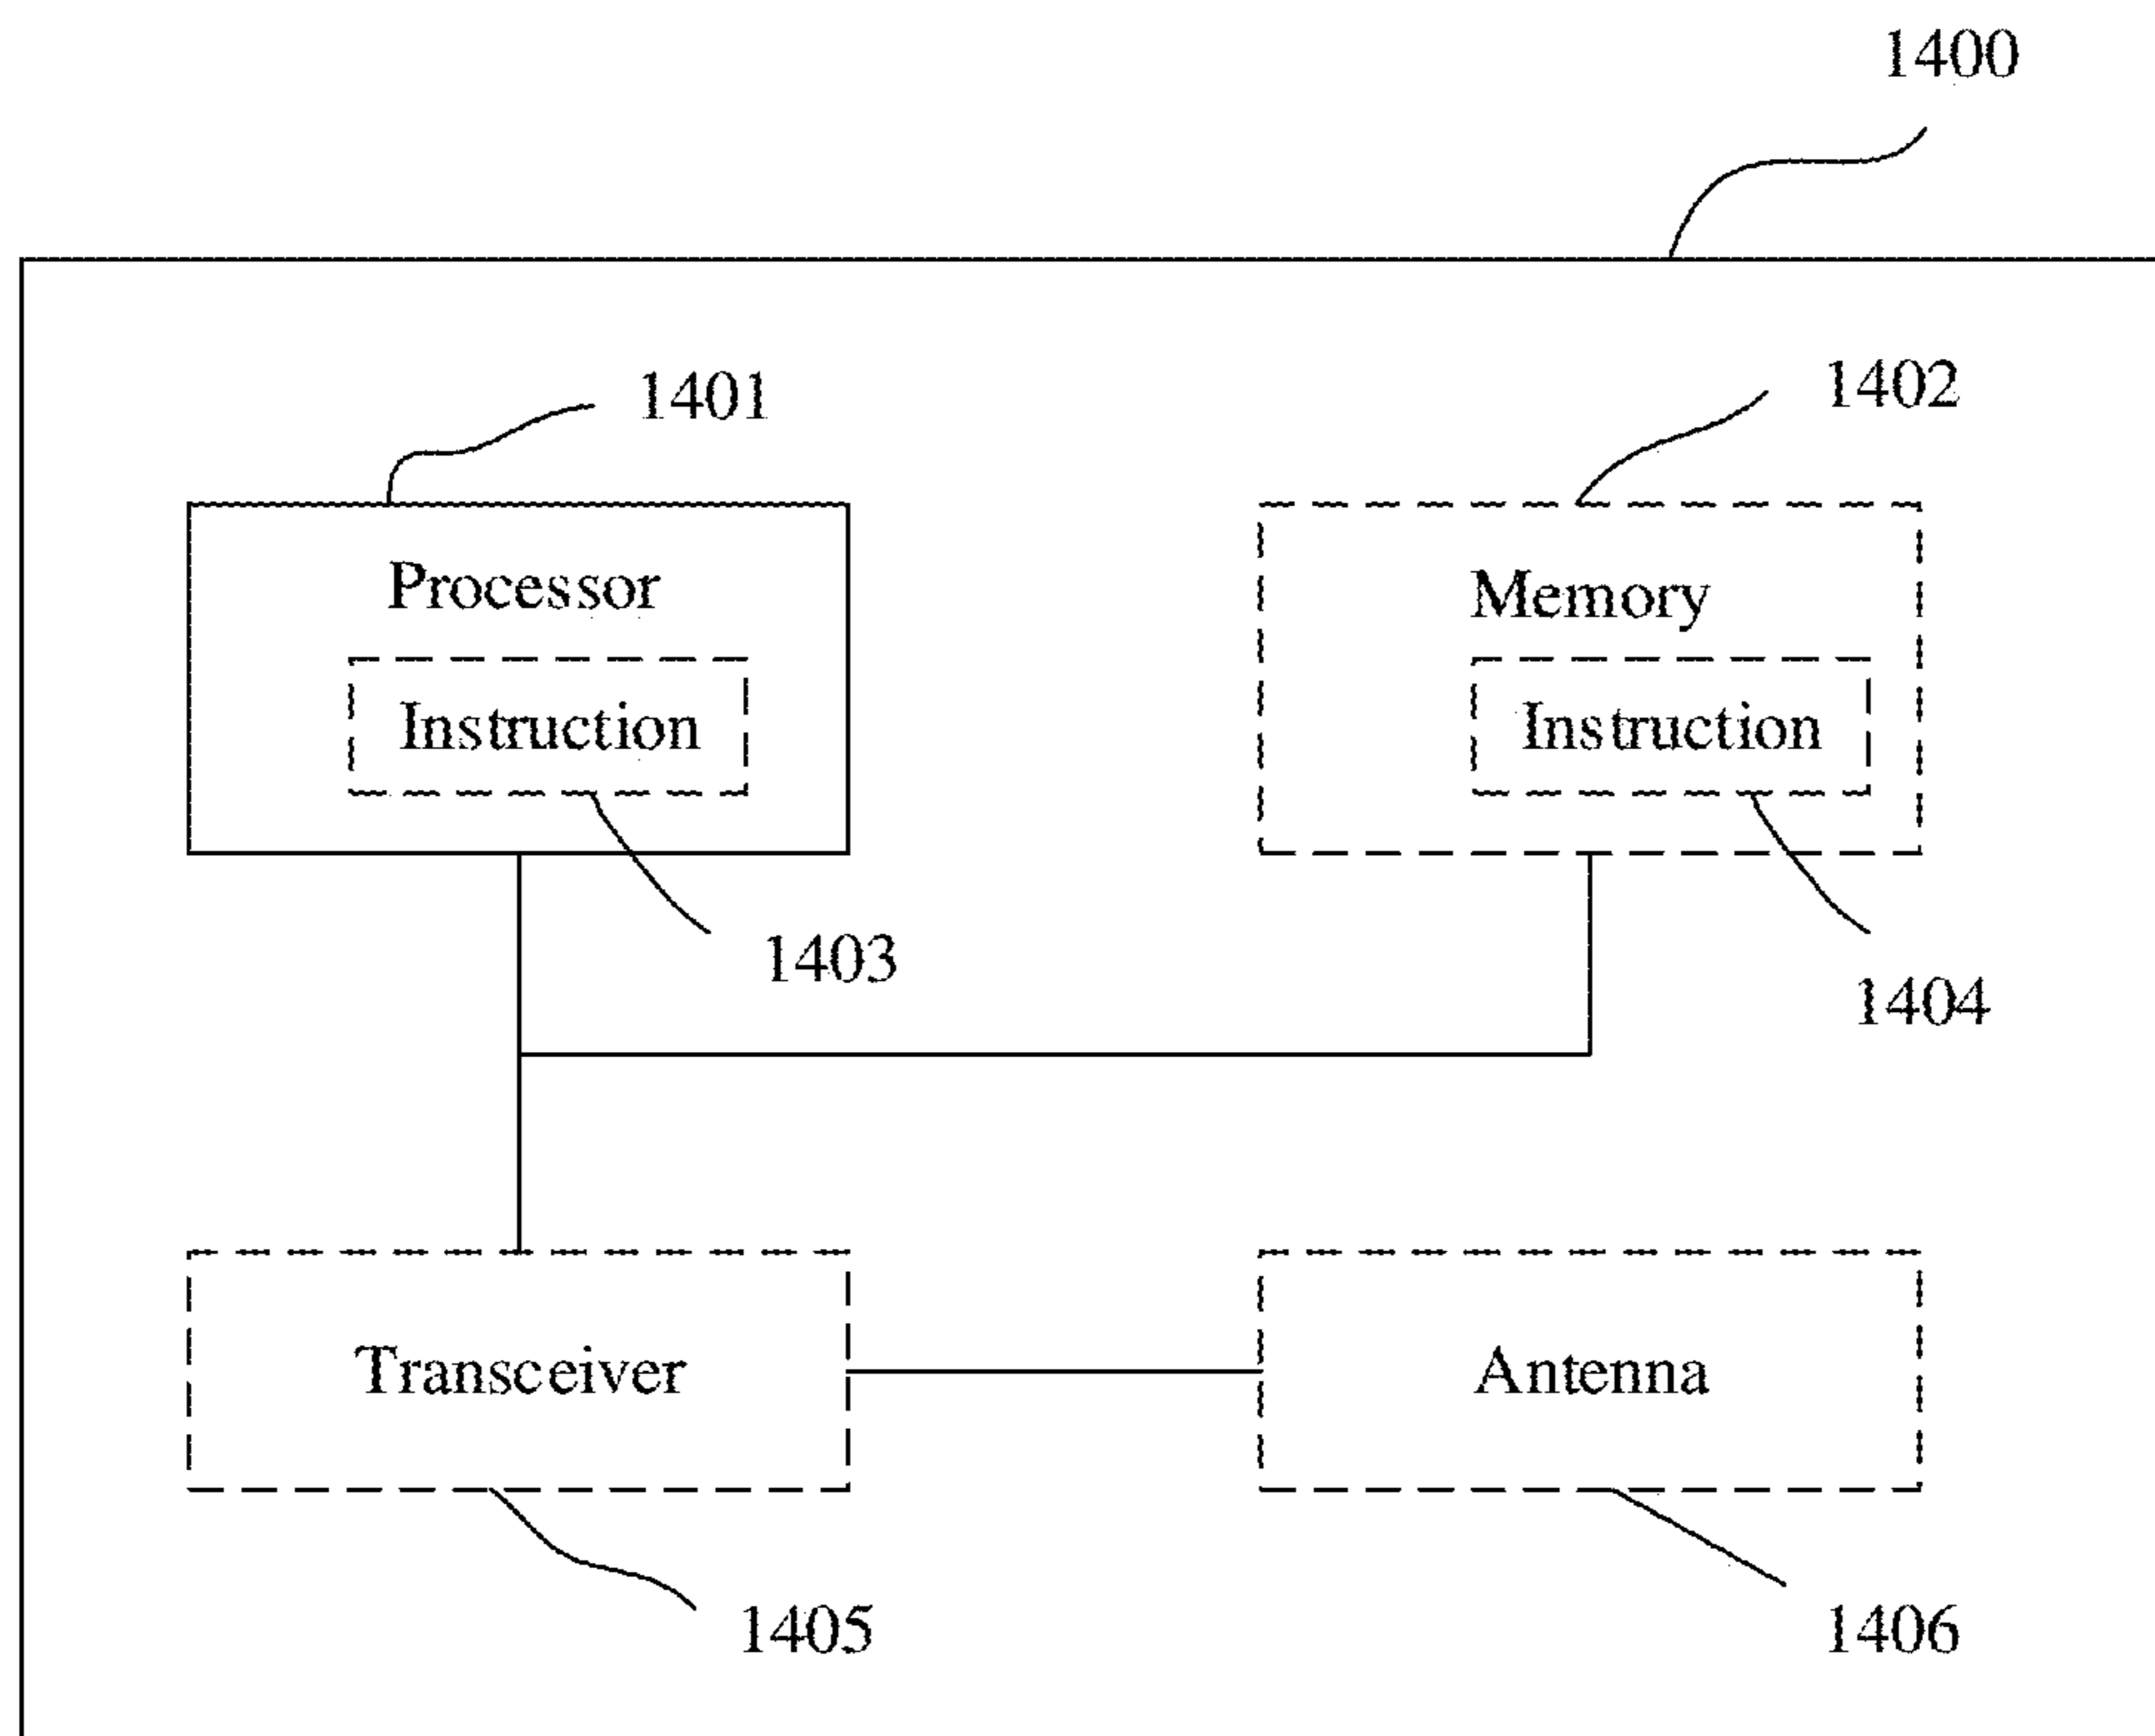 1400
1401
1402
Processor
Memory
Instruction
Instruction
1403
1404
Transceiver
Antenna
1405
1406